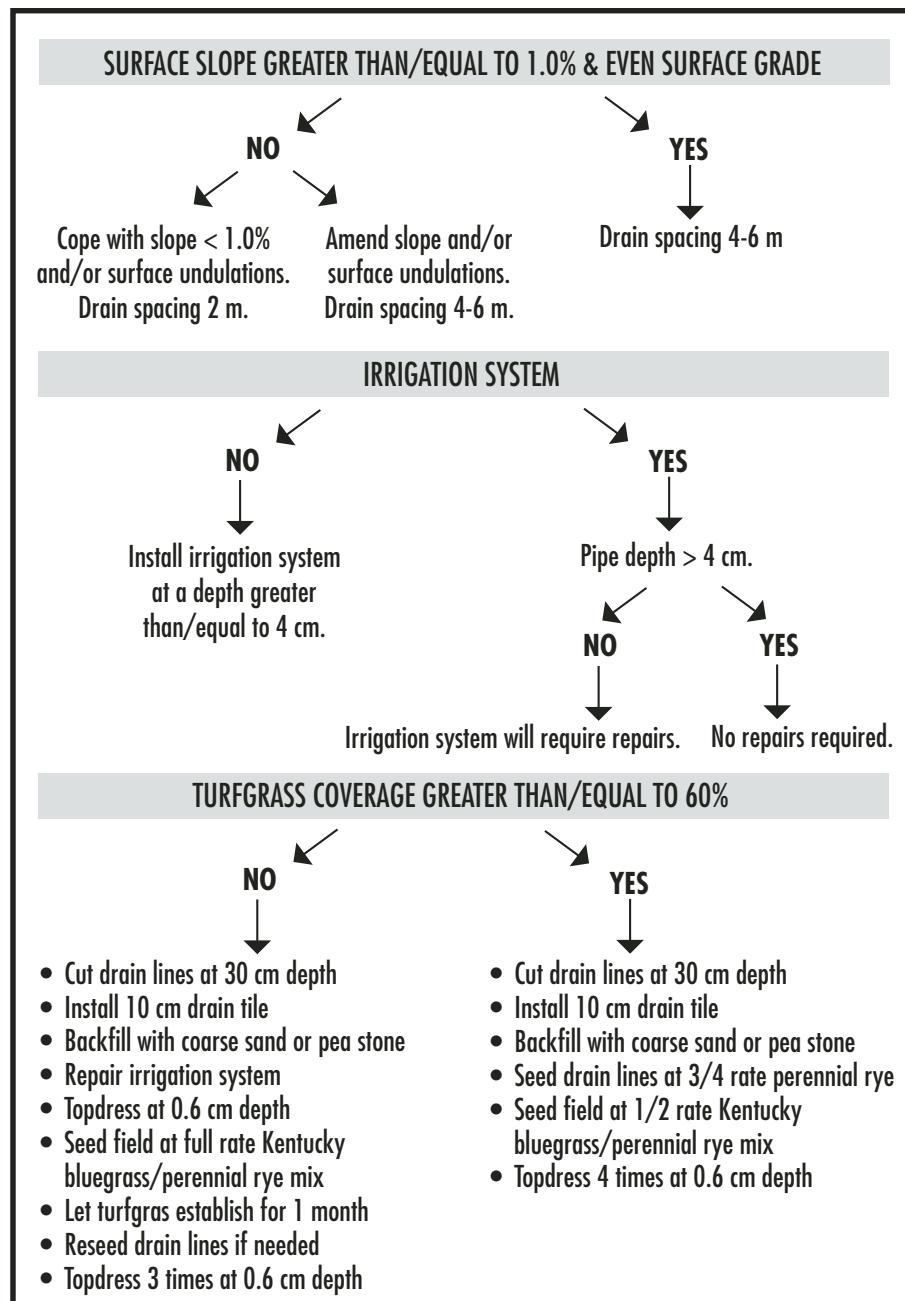 SURFACE SLOPE GREATER THAN/EQUAL TO 1.0% & EVEN SURFACE GRADE
NO
YES
Cope with slope < 1.0%
and/or surface undulations.
Drain spacing 2 m.
Amend slope and/or
surface undulations.
Drain spacing 4-6 m.
Drain spacing 4-6 m
IRRIGATION SYSTEM
NO
YES
Install irrigation system
at a depth greater
than/equal to 4 cm.
Pipe depth > 4 cm.
NO
YES
Irrigation system will require repairs.
No repairs required.
TURFGRASS COVERAGE GREATER THAN/EQUAL TO 60%
NO
• Cut drain lines at 30 cm depth
• Install 10 cm drain tile
• Backfill with coarse sand or pea stone
• Repair irrigation system
• Topdress at 0.6 cm depth
• Seed field at full rate Kentucky
bluegrass/perennial rye mix
• Let turfgras establish for 1 month
• Reseed drain lines if needed
• Topdress 3 times at 0.6 cm depth
YES
• Cut drain lines at 30 cm depth
• Install 10 cm drain tile
• Backfill with coarse sand or pea stone
• Seed drain lines at 3/4 rate perennial rye
• Seed field at 1/2 rate Kentucky
bluegrass/perennial rye mix
• Topdress 4 times at 0.6 cm depth